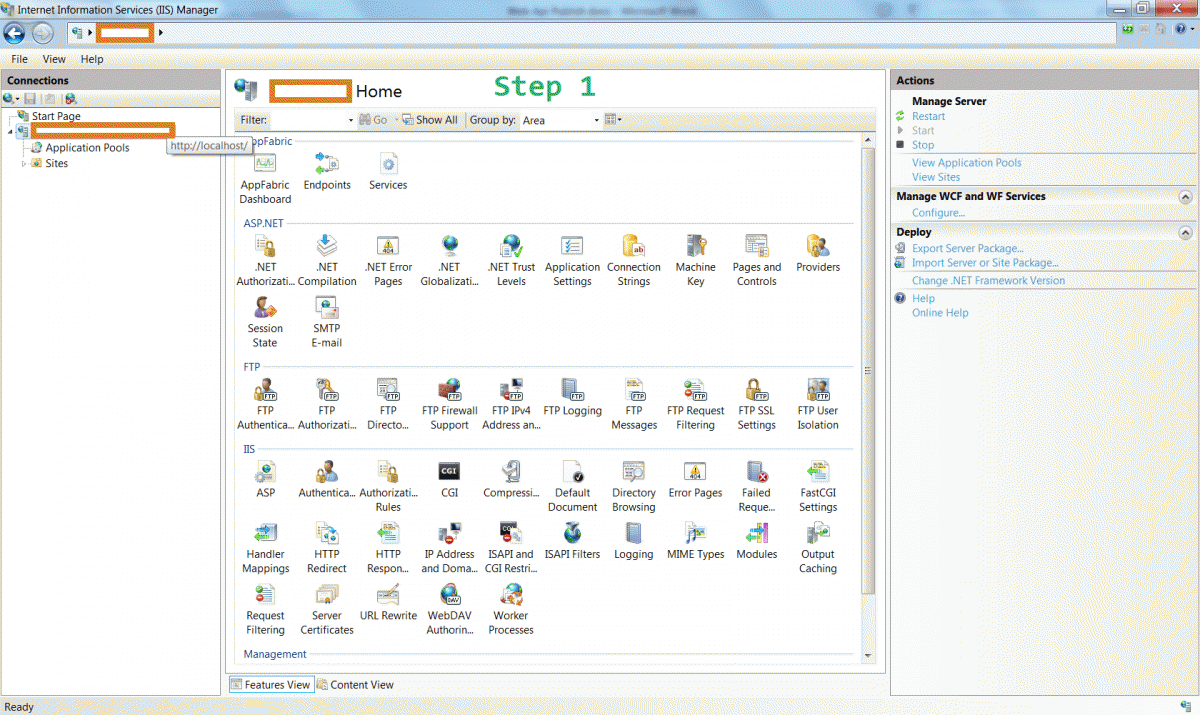 Internet Information Services (IIS) Manager
File View Help
Connections
Start Page
http://localhost/
Application Pools
Sites
Home
Step 1
Filter: Go Show All Group by: Area
AppFabric
AppFabric Dashboard
Endpoints
Services
ASP.NET
.NET Authorizati...
.NET Compilation
.NET Error Pages
.NET Globalizati...
.NET Trust Levels
Application Settings
Connection Strings
Machine Key
Pages and Controls
Providers
Session State
SMTP E-mail
FTP
FTP Authentica...
FTP Authorizati...
FTP Directo...
FTP Firewall Support
FTP IPv4 Address an...
FTP Logging
FTP Messages
FTP Request Filtering
FTP SSL Settings
FTP User Isolation
IIS
ASP
Authentica...
Authorizati... Rules
CGI
Compressi...
Default Document
Directory Browsing
Error Pages
Failed Reque...
FastCGI Settings
Handler Mappings
HTTP Redirect
HTTP Respon...
IP Address and Doma...
ISAPI and CGI Restri...
ISAPI Filters
Logging
MIME Types
Modules
Output Caching
Request Filtering
Server Certificates
URL Rewrite
WebDAV Authorin...
Worker Processes
Management
Features View
Content View
Actions
Manage Server
Restart
Start
Stop
View Application Pools
View Sites
Manage WCF and WF Services
Configure...
Deploy
Export Server Package...
Import Server or Site Package...
Change .NET Framework Version
Help
Online Help
Ready